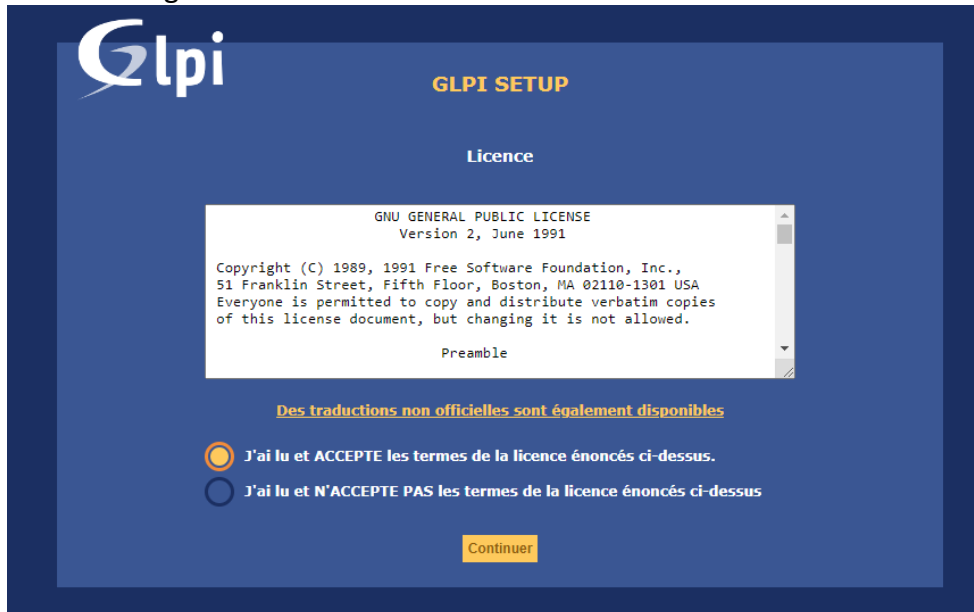 Glpi
GLPI SETUP
Licence
GNU GENERAL PUBLIC LICENSE
Version 2, June 1991
Copyright (C) 1989, 1991 Free Software Foundation, Inc.,
51 Franklin Street, Fifth Floor, Boston, MA 02110-1301 USA
Everyone is permitted to copy and distribute verbatim copies
of this license document, but changing it is not allowed.
Preamble
Des traductions non officielles sont également disponibles
J'ai lu et ACCEPTE les termes de la licence énoncés ci-dessus.
J'ai lu et N'ACCEPTE PAS les termes de la licence énoncés ci-dessus
Continuer